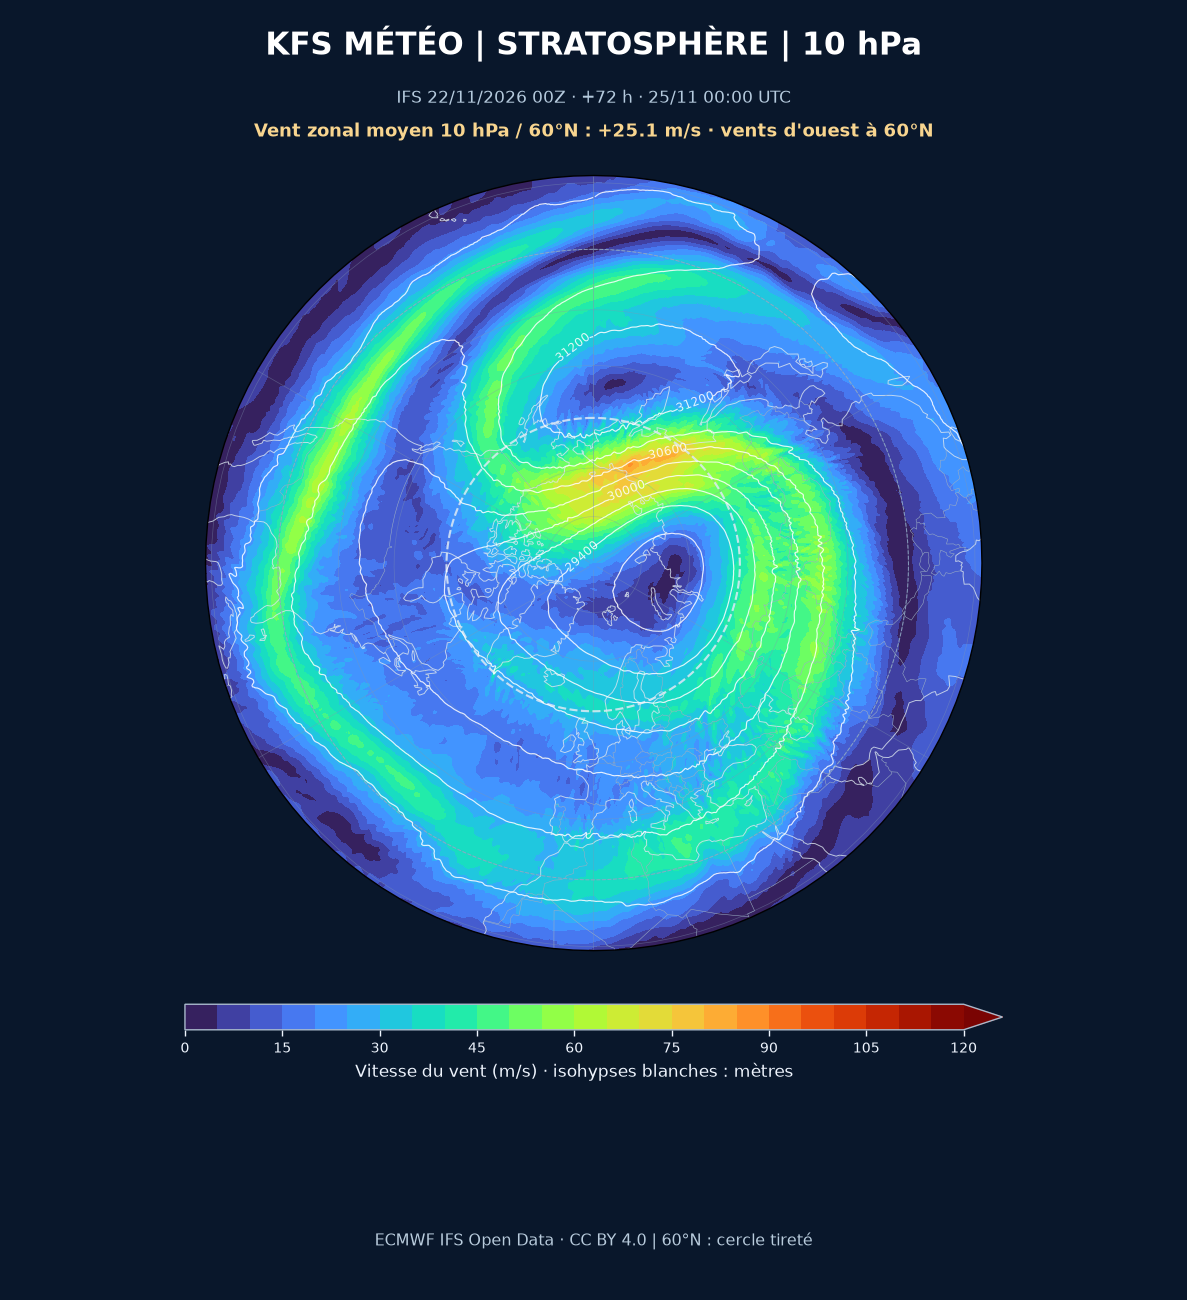 KFS MÉTÉO | STRATOSPHÈRE | 10 hPa
IFS 22/11/2026 00Z · +72 h · 25/11 00:00 UTC
Vent zonal moyen 10 hPa / 60°N : +25.1 m/s · vents d'ouest à 60°N
31200
31200
30600
30000
29400
0 15 30 45 60 75 90 105 120
Vitesse du vent (m/s) · isohypses blanches : mètres
ECMWF IFS Open Data · CC BY 4.0 | 60°N : cercle tireté